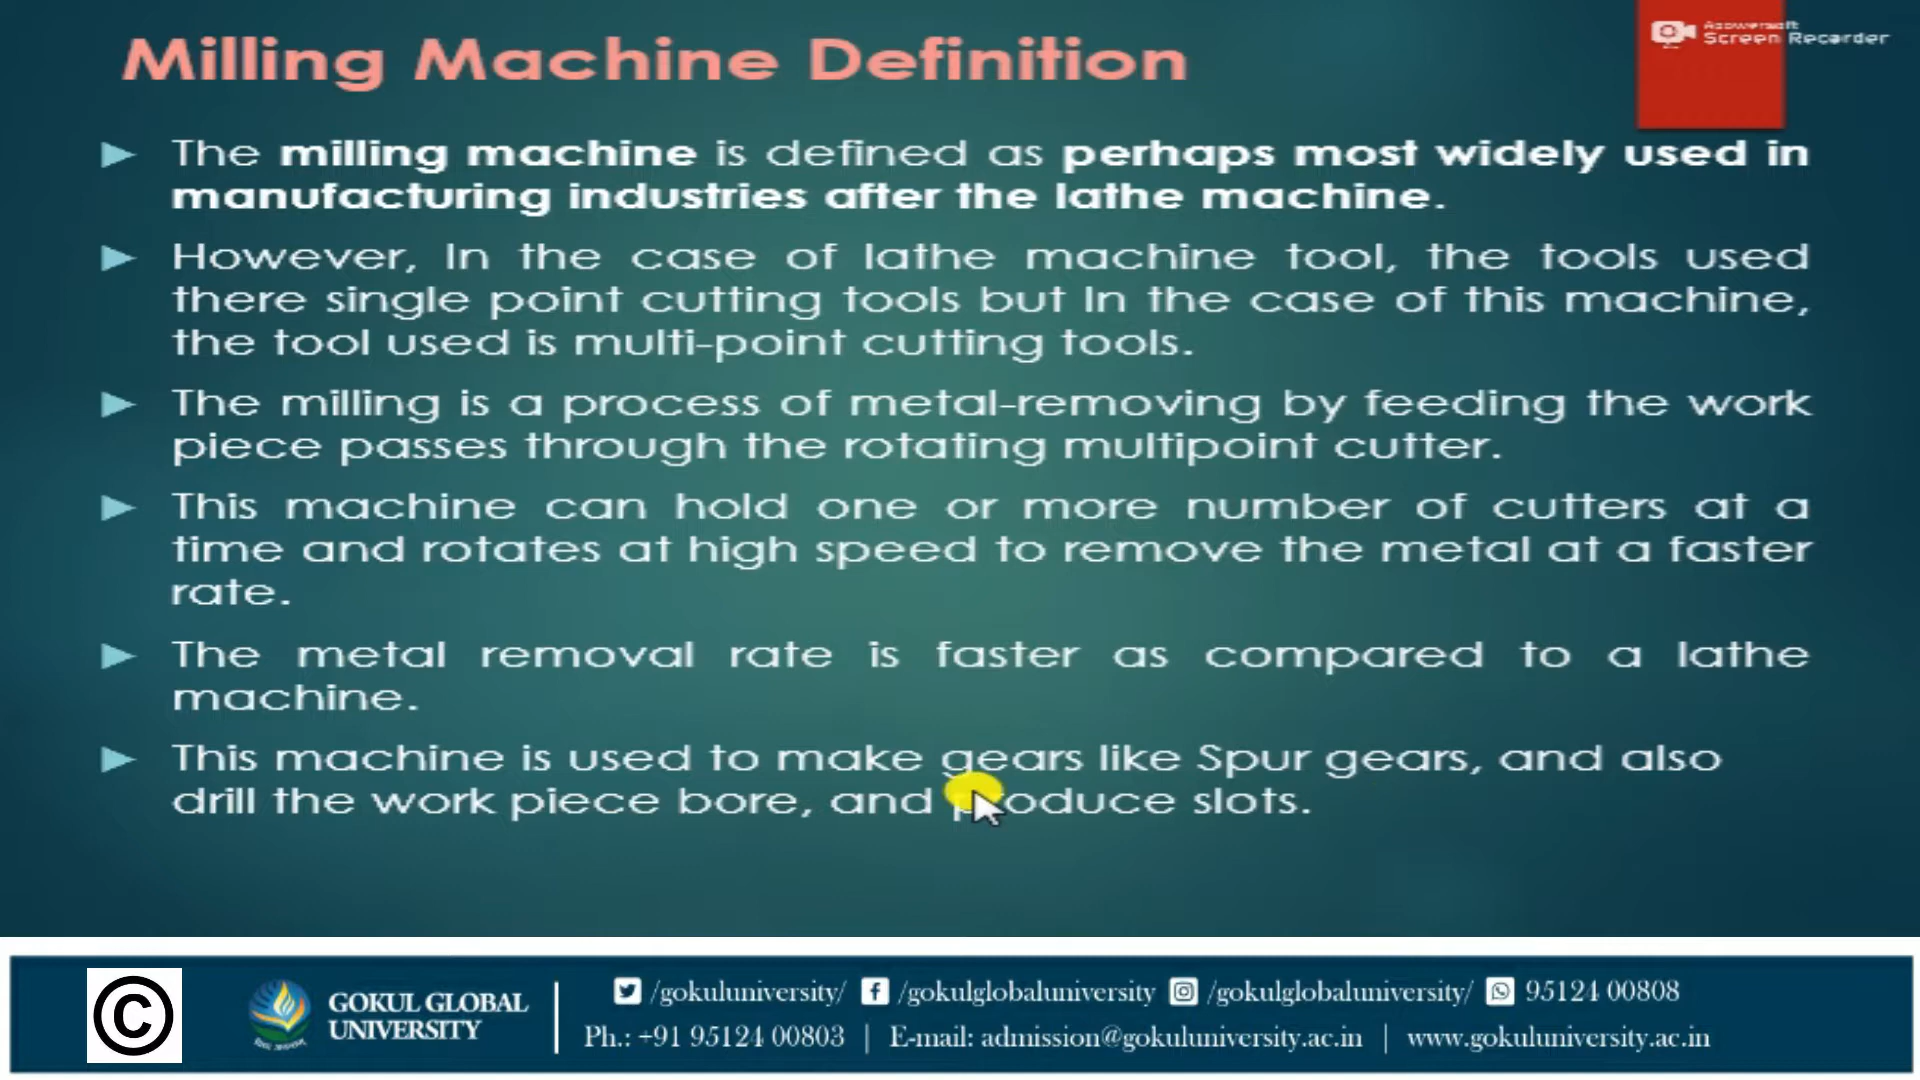 Milling Machine Definition
Apowersoft
Screen Recorder
The milling machine is defined as perhaps most widely used in
manufacturing industries after the lathe machine.
However, In the case of lathe machine tool, the tools used
there single point cutting tools but In the case of this machine,
the tool used is multi-point cutting tools.
The milling is a process of metal-removing by feeding the work
piece passes through the rotating multipoint cutter.
This machine can hold one or more number of cutters at a
time and rotates at high speed to remove the metal at a faster
rate.
The metal removal rate is faster as compared to a lathe
machine.
This machine is used to make gears like Spur gears, and also
drill the work piece bore, and produce slots.
©
GOKUL GLOBAL
UNIVERSITY
/gokuluniversity/ /gokulglobaluniversity /gokulglobaluniversity/ 95124 00808
Ph.: +91 95124 00803 | E-mail: admission@gokuluniversity.ac.in | www.gokuluniversity.ac.in